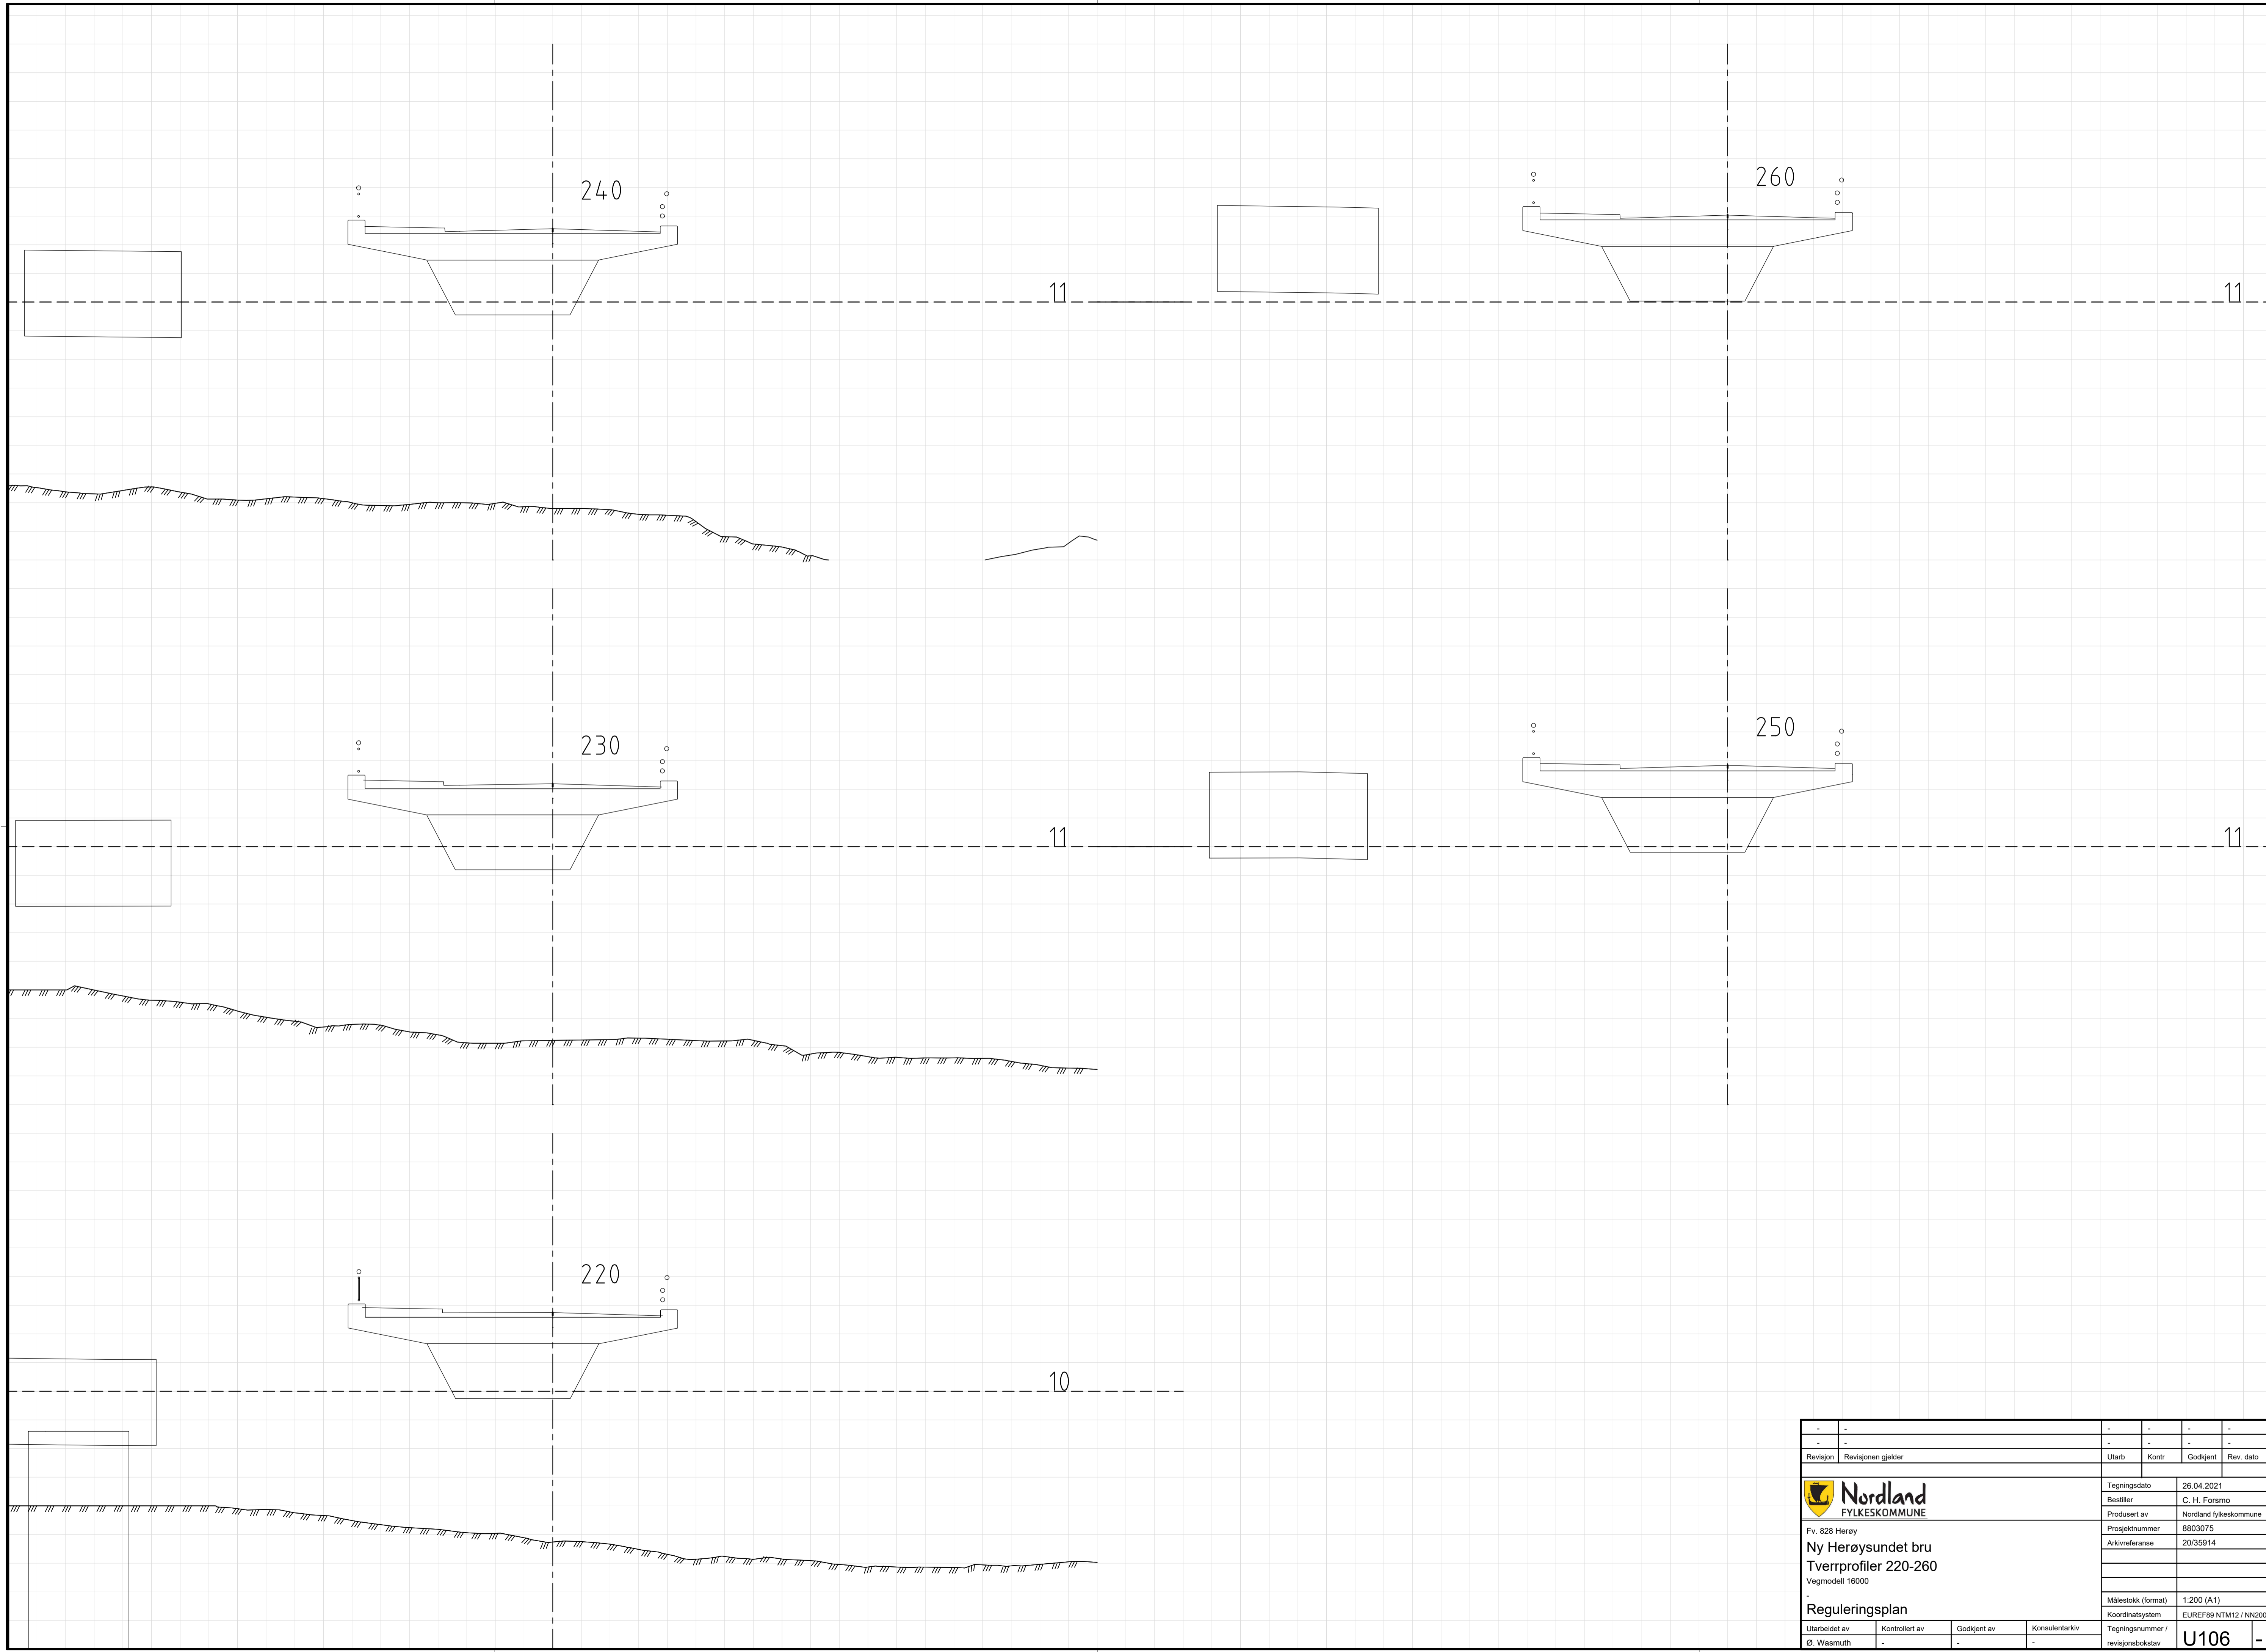 240
260
11
11
230
250
11
11
220
10
- - - - - -
- - - - - -
Revisjon Revisjonen gjelder Utarb Kontr Godkjent Rev. dato
Nordland
FYLKESKOMMUNE
Tegningsdato 26.04.2021
Bestiller C. H. Forsmo
Produsert av Nordland fylkeskommune
Prosjektnummer 8803075
Arkivreferanse 20/35914
Fv. 828 Herøy
Ny Herøysundet bru
Tverrprofiler 220-260
Vegmodell 16000
-
Reguleringsplan
Målestokk (format) 1:200 (A1)
Koordinatsystem EUREF89 NTM12 / NN200
Utarbeidet av Kontrollert av Godkjent av Konsulentarkiv
Ø. Wasmuth - - -
Tegningsnummer /
revisjonsbokstav U106 -